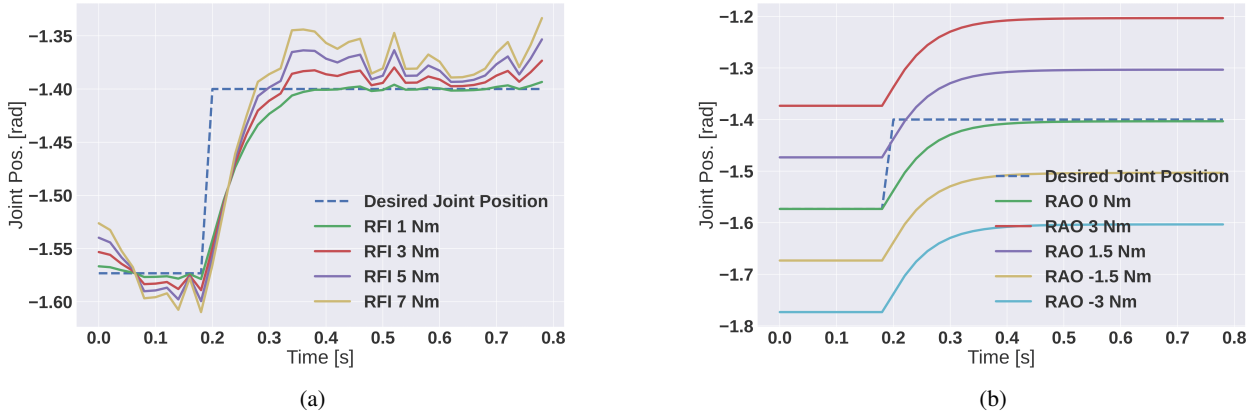 −1.35
−1.40
−1.45
−1.50
−1.55
−1.60
Joint Pos. [rad]
Desired Joint Position
RFI 1 Nm
RFI 3 Nm
RFI 5 Nm
RFI 7 Nm
0.0 0.1 0.2 0.3 0.4 0.5 0.6 0.7 0.8
Time [s]
(a)
−1.2
−1.3
−1.4
−1.5
−1.6
−1.7
−1.8
Joint Pos. [rad]
Desired Joint Position
RAO 0 Nm
RAO 3 Nm
RAO 1.5 Nm
RAO -1.5 Nm
RAO -3 Nm
0.0 0.1 0.2 0.3 0.4 0.5 0.6 0.7 0.8
Time [s]
(b)